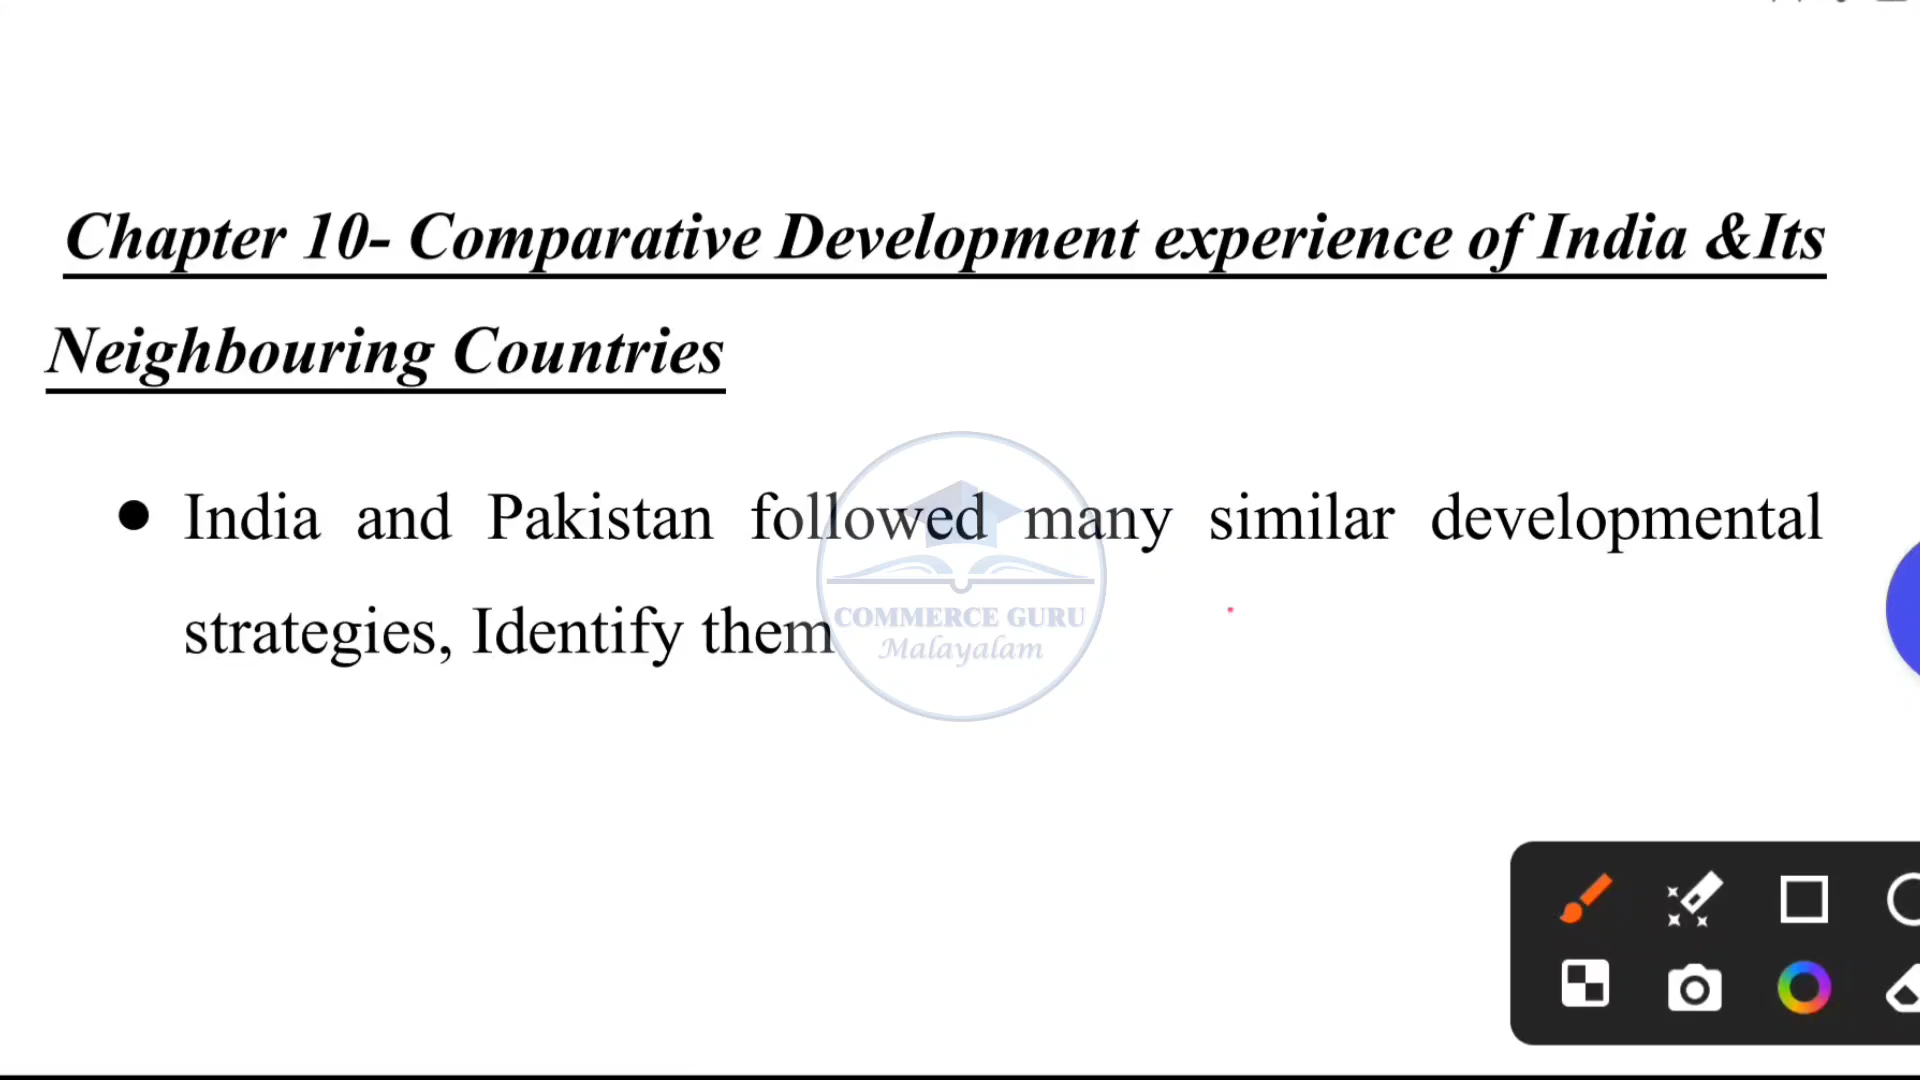 Chapter 10- Comparative Development experience of India &Its
Neighbouring Countries
● India and Pakistan followed many similar developmental
strategies, Identify them
COMMERCE GURU
Malayalam